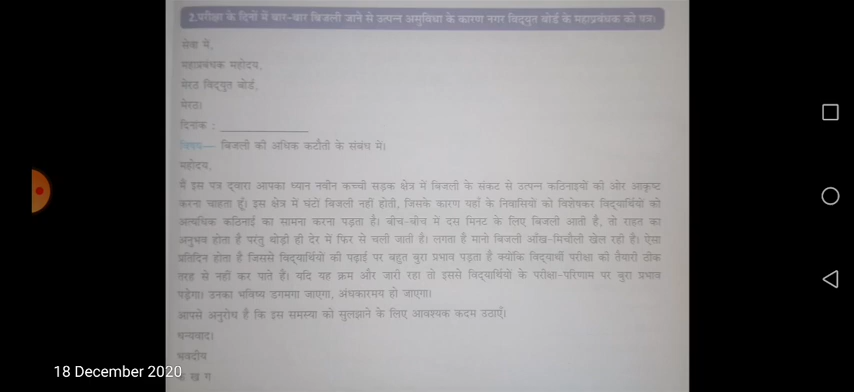 2.परीक्षा के दिनों में बार-बार बिजली जाने से उत्पन्न असुविधा के कारण नगर विद्युत बोर्ड के महाप्रबंधक को पत्र।
सेवा में,
महाप्रबंधक महोदय,
मेरठ विद्युत बोर्ड,
मेरठ।
दिनांक : ____________
विषय— बिजली की अधिक कटौती के संबंध में।
महोदय,
मैं इस पत्र द्वारा आपका ध्यान नवीन कच्ची सड़क क्षेत्र में बिजली के संकट से उत्पन्न कठिनाइयों की ओर आकृष्ट
करना चाहता हूँ। इस क्षेत्र में घंटों बिजली नहीं होती, जिसके कारण यहाँ के निवासियों को विशेषकर विद्यार्थियों को
अत्यधिक कठिनाई का सामना करना पड़ता है। बीच-बीच में दस मिनट के लिए बिजली आती है, तो राहत का
अनुभव होता है परंतु थोड़ी ही देर में फिर से चली जाती है। लगता है मानो बिजली आँख-मिचौली खेल रही है। ऐसा
प्रतिदिन होता है जिससे विद्यार्थियों की पढ़ाई पर बहुत बुरा प्रभाव पड़ता है क्योंकि विद्यार्थी परीक्षा की तैयारी ठीक
तरह से नहीं कर पाते हैं। यदि यह क्रम और जारी रहा तो इससे विद्यार्थियों के परीक्षा-परिणाम पर बुरा प्रभाव
पड़ेगा। उनका भविष्य डगमगा जाएगा, अंधकारमय हो जाएगा।
आपसे अनुरोध है कि इस समस्या को सुलझाने के लिए आवश्यक कदम उठाएँ।
धन्यवाद।
भवदीय
क ख ग
18 December 2020